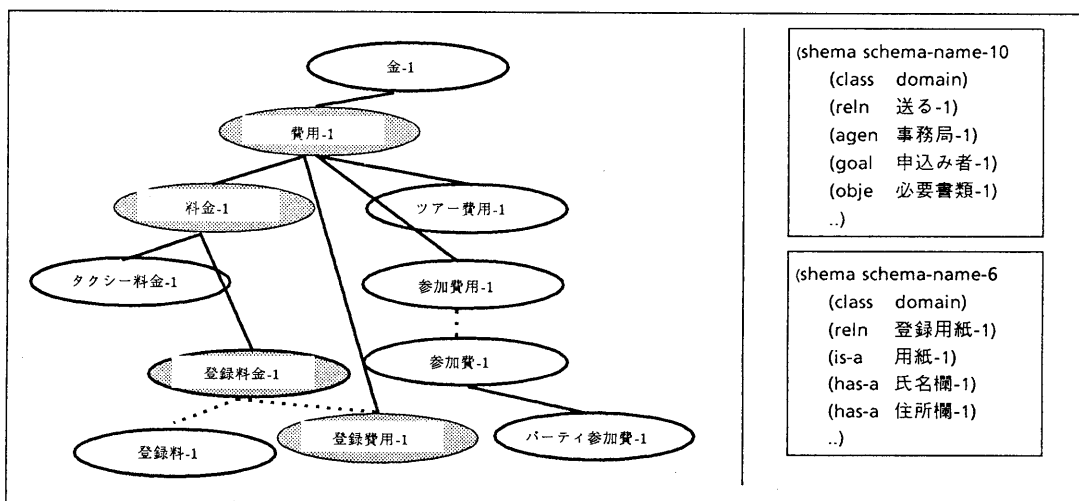 金-1
費用-1
料金-1
ツアー費用-1
タクシー料金-1
参加費用-1
登録料金-1
参加費-1
登録料-1
登録費用-1
パーティ参加費-1
(shema schema-name-10
(class domain)
(reln 送る-1)
(agen 事務局-1)
(goal 申込み者-1)
(obje 必要書類-1)
..)
(shema schema-name-6
(class domain)
(reln 登録用紙-1)
(is-a 用紙-1)
(has-a 氏名欄-1)
(has-a 住所欄-1)
..)